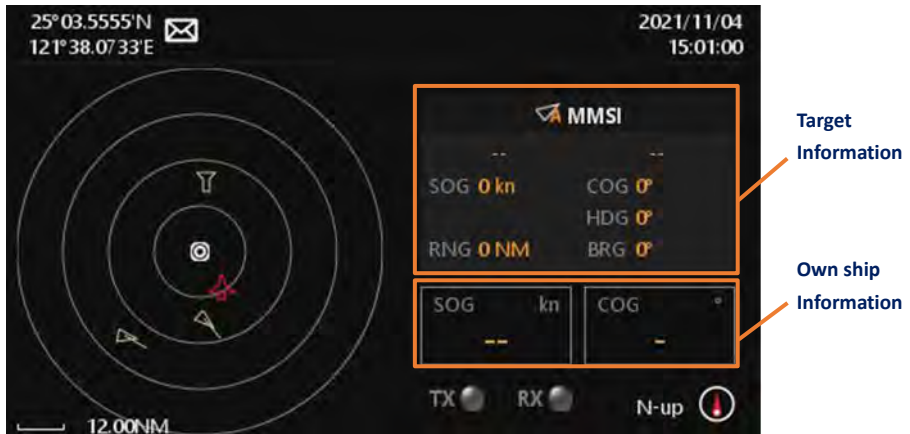 25°03.5555'N
121°38.0733'E
2021/11/04
15:01:00
A MMSI
-- --
SOG 0 kn COG 0°
HDG 0°
RNG 0 NM BRG 0°
Target
Information
SOG kn COG °
-- -
Own ship
Information
TX RX N-up
12.00NM